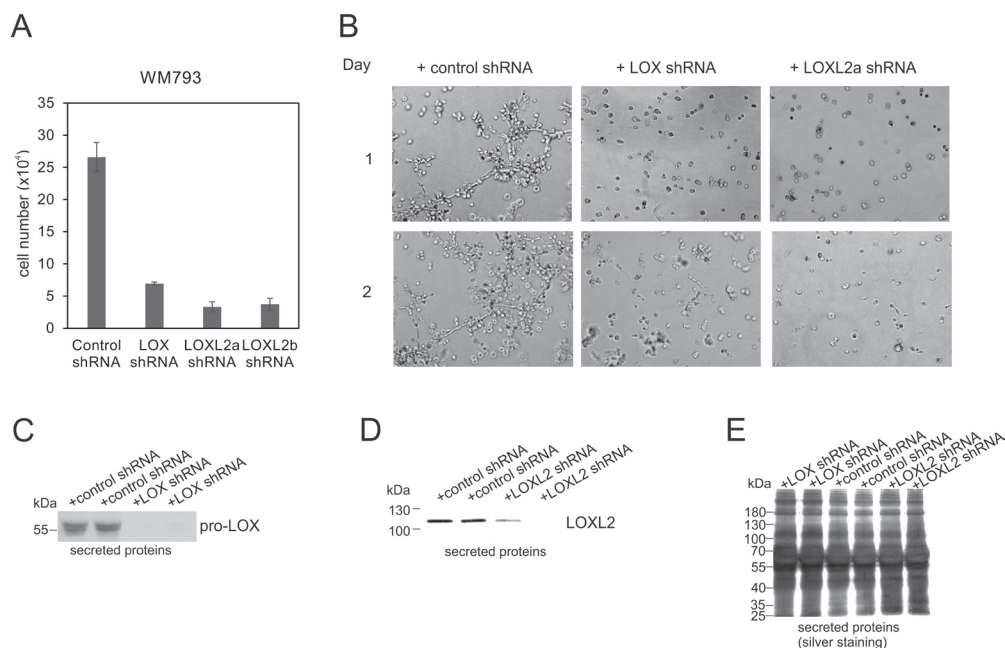 A
WM793
cell number (x10⁴)
35
30
25
20
15
10
5
0
Control
shRNA
LOX
shRNA
LOXL2a
shRNA
LOXL2b
shRNA
B
Day
+ control shRNA
+ LOX shRNA
+ LOXL2a shRNA
1
2
C
kDa
+control shRNA
+control shRNA
+LOX shRNA
+LOX shRNA
55
pro-LOX
secreted proteins
D
kDa
+control shRNA
+control shRNA
+LOXL2 shRNA
+LOXL2 shRNA
130
100
LOXL2
secreted proteins
E
kDa
+LOX shRNA
+LOX shRNA
+control shRNA
+control shRNA
+LOXL2 shRNA
+LOXL2 shRNA
180
130
100
70
55
40
35
25
secreted proteins
(silver staining)